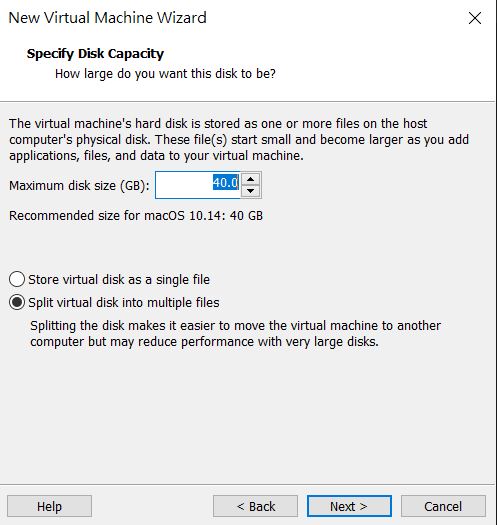 New Virtual Machine Wizard
Specify Disk Capacity
How large do you want this disk to be?
The virtual machine's hard disk is stored as one or more files on the host
computer's physical disk. These file(s) start small and become larger as you add
applications, files, and data to your virtual machine.
Maximum disk size (GB): 40.0
Recommended size for macOS 10.14: 40 GB
Store virtual disk as a single file
Split virtual disk into multiple files
Splitting the disk makes it easier to move the virtual machine to another
computer but may reduce performance with very large disks.
Help < Back Next > Cancel